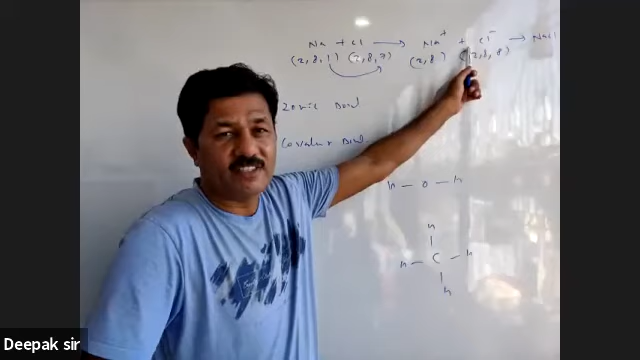 Na + Cl → Na⁺ + Cl⁻ → NaCl
(2,8,1) (2,8,7) (2,8) (2,8,8)
Ionic Bond
Covalent Bond
H — O — H
H
|
H — C — H
|
H
Deepak sir